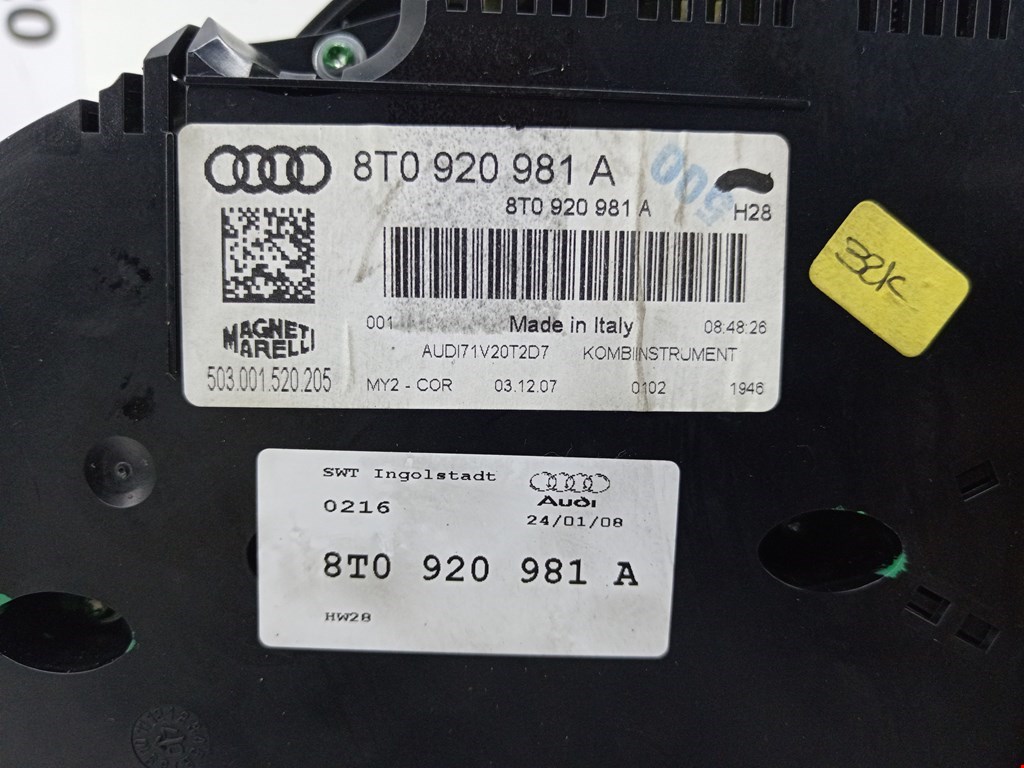 8T0 920 981 A
500
8T0 920 981 A
H28
MAGNETI
MARELLI
503.001.520.205
001
Made in Italy
08:48:26
AUDI71V20T2D7 KOMBIINSTRUMENT
MY2 - COR 03.12.07 0102 1946
32K
SWT Ingolstadt
Audi
0216
24/01/08
8T0 920 981 A
HW28